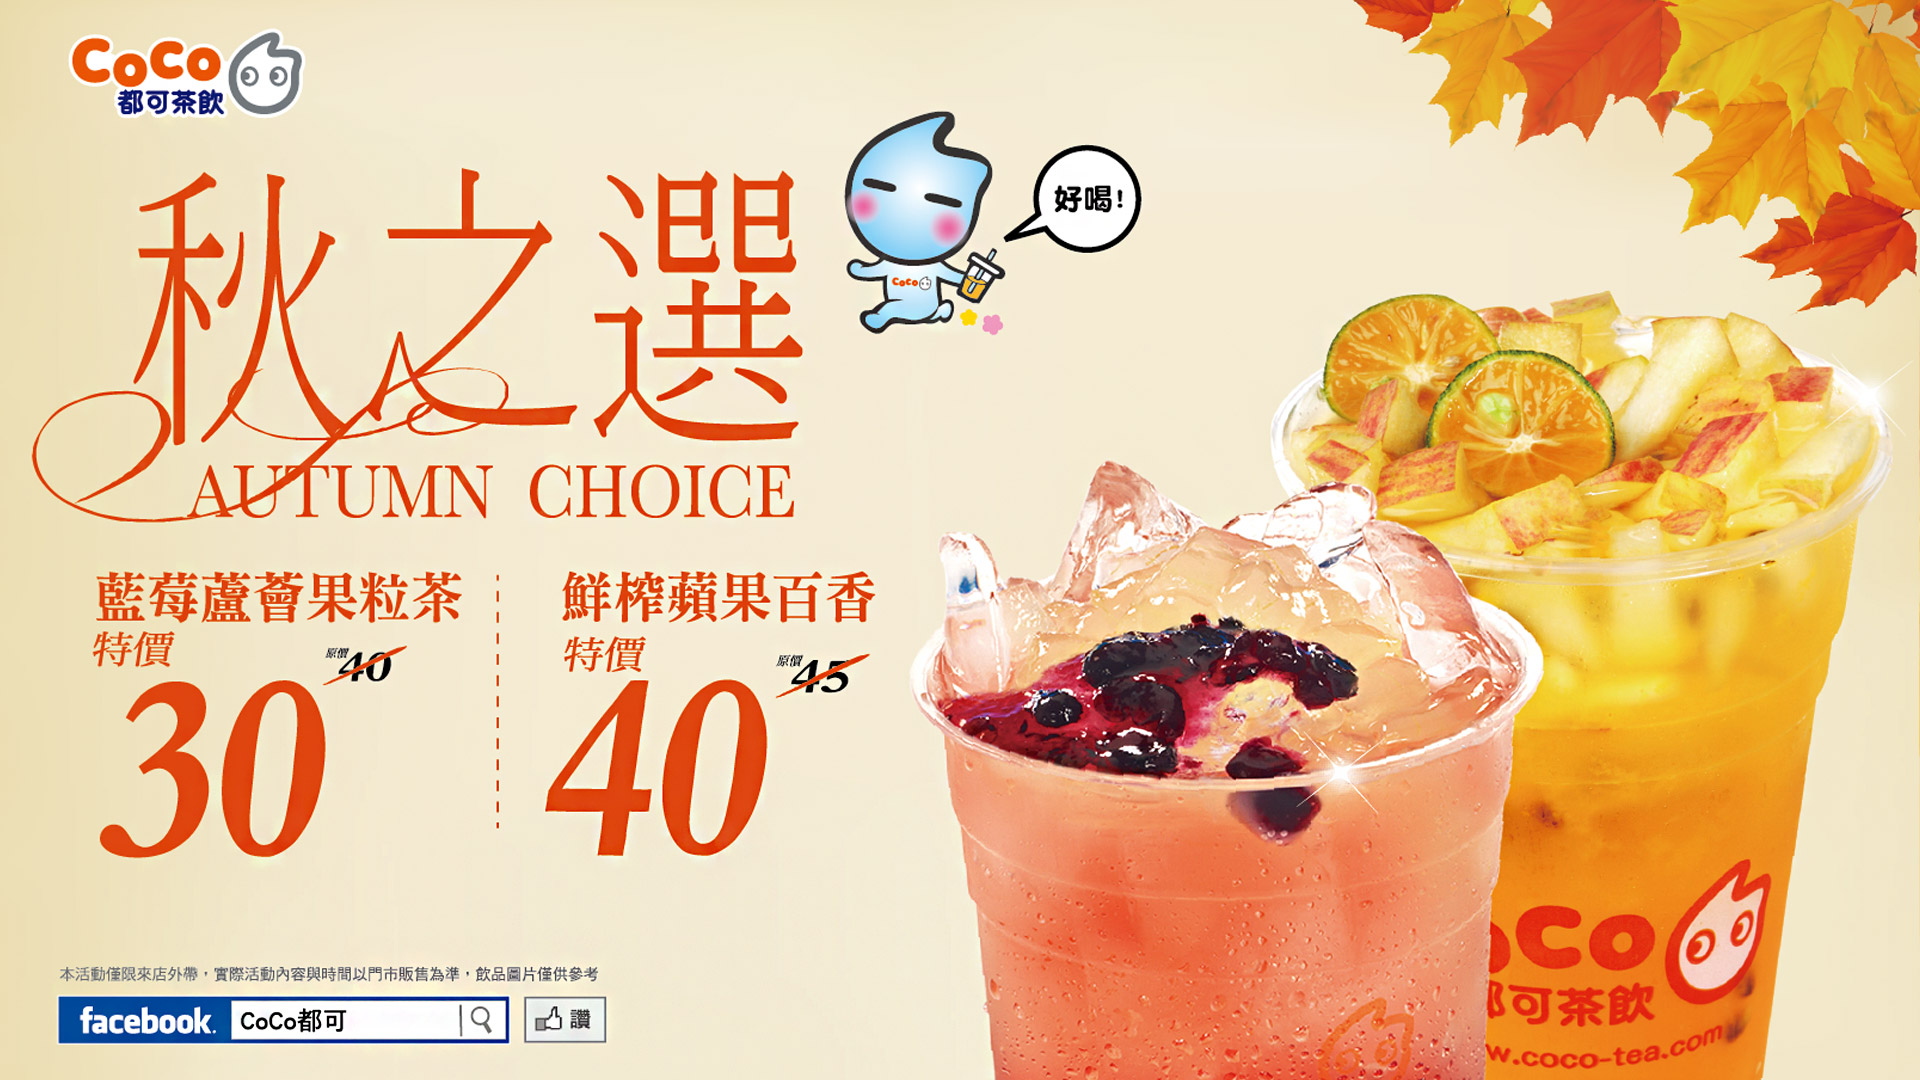 CoCo
都可茶飲
秋之選
AUTUMN CHOICE
好喝!
CoCo
藍莓蘆薈果粒茶
特價
30
原價40
鮮榨蘋果百香
特價
40
原價45
本活動僅限來店外帶,實際活動內容與時間以門市販售為準,飲品圖片僅供參考
facebook. CoCo都可
讚
CoCo
都可茶飲
w.coco-tea.com